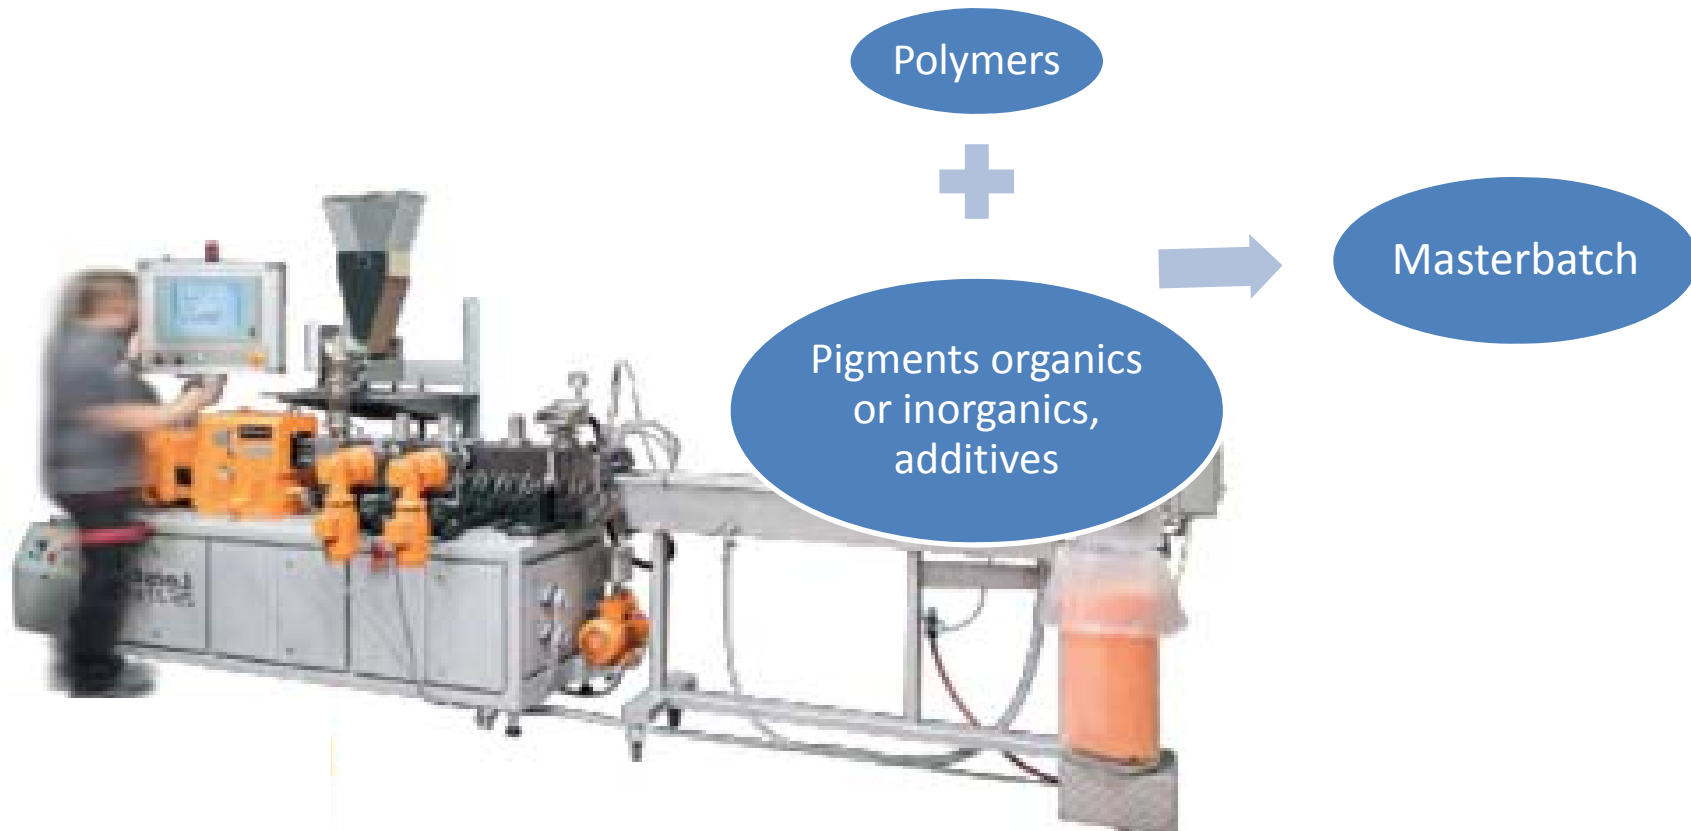 Polymers
Masterbatch
Pigments organics
or inorganics,
additives